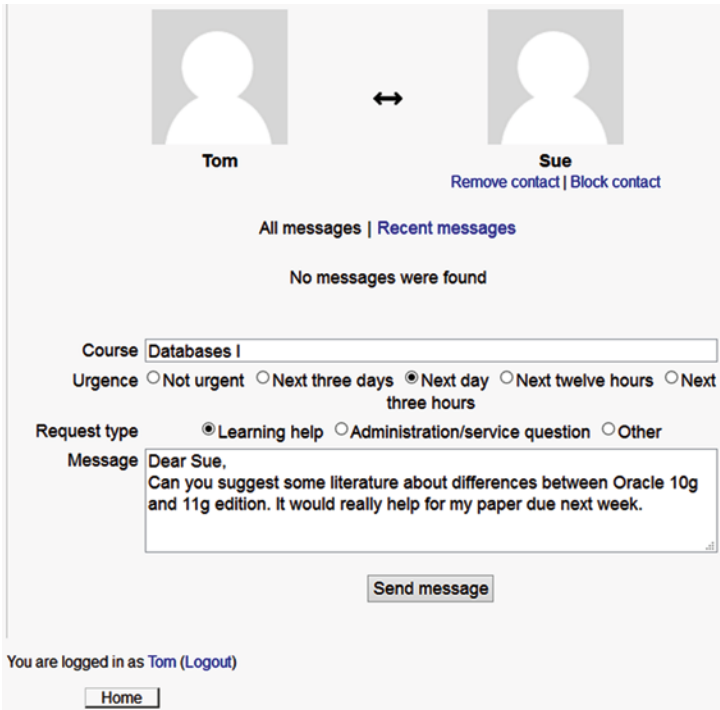 Tom Sue
Remove contact | Block contact
All messages | Recent messages
No messages were found
Course Databases I
Urgence Not urgent Next three days Next day Next twelve hours Next
three hours
Request type Learning help Administration/service question Other
Message Dear Sue,
Can you suggest some literature about differences between Oracle 10g
and 11g edition. It would really help for my paper due next week.
Send message
You are logged in as Tom (Logout)
Home